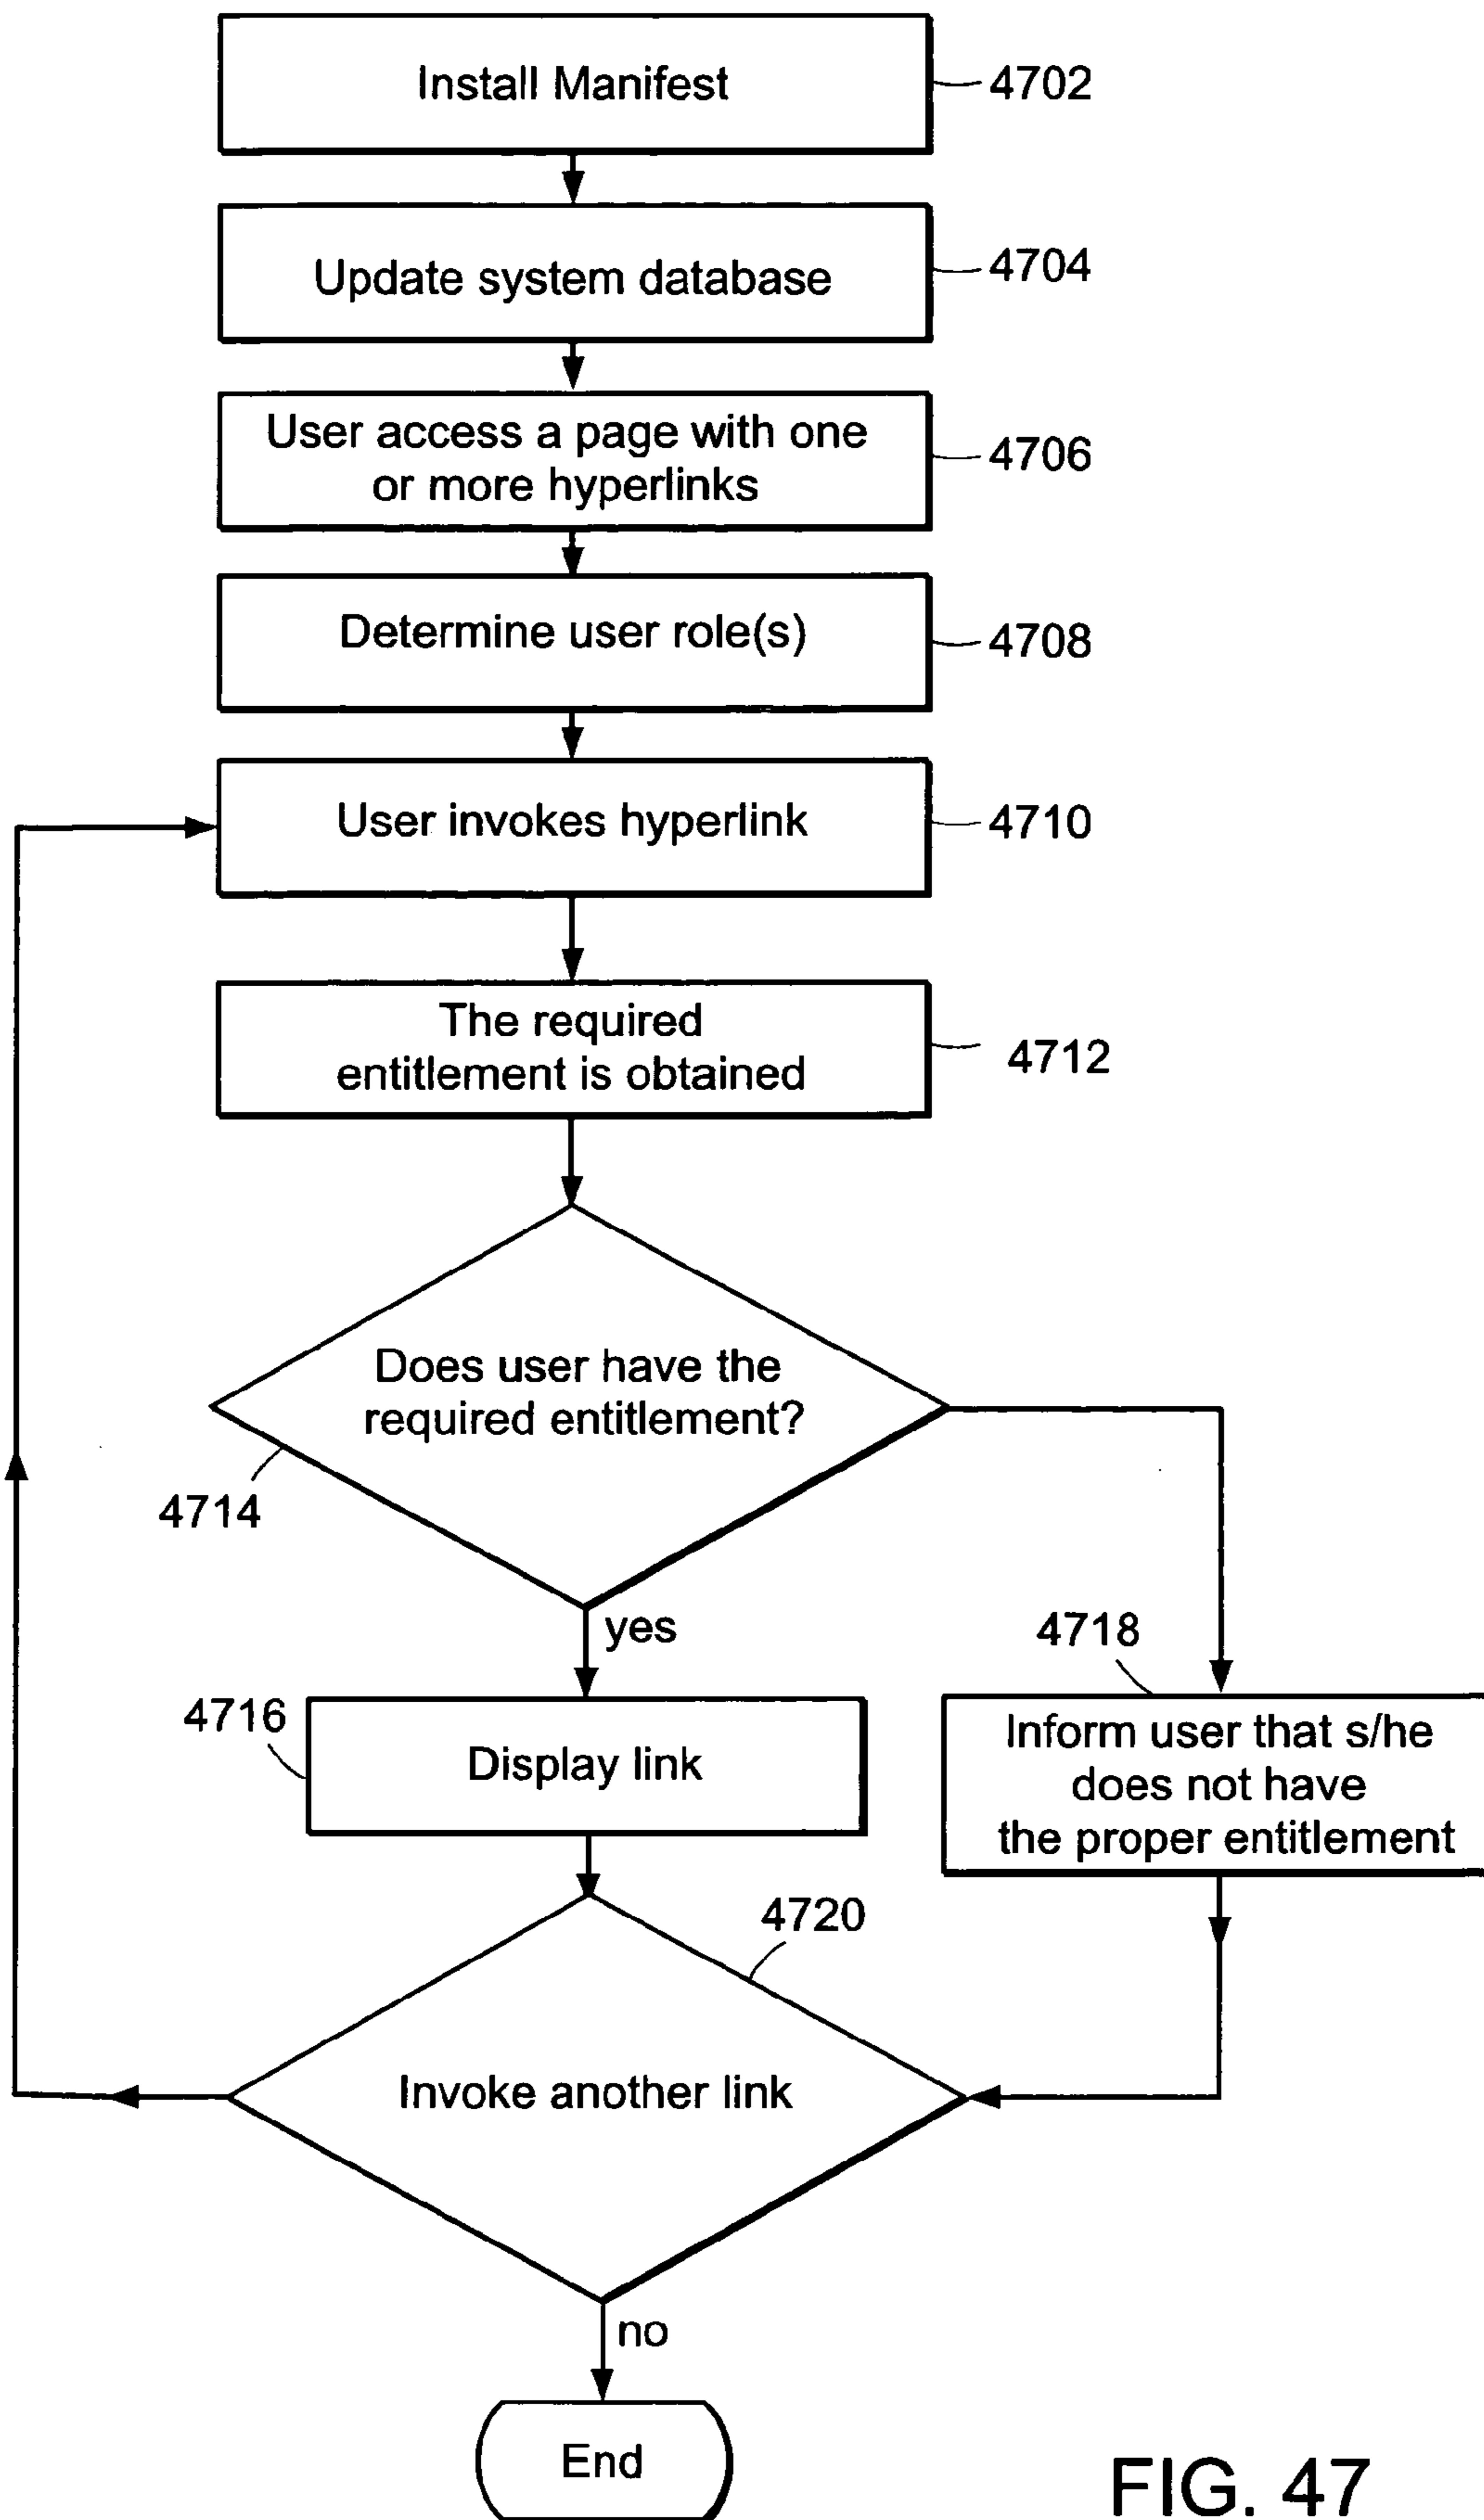 Install Manifest
4702
Update system database
4704
User access a page with one
or more hyperlinks
4706
Determine user role(s)
4708
User invokes hyperlink
4710
The required
entitlement is obtained
4712
Does user have the
required entitlement?
4714
yes
4718
4716
Display link
Inform user that s/he
does not have
the proper entitlement
4720
Invoke another link
no
End
FIG. 47